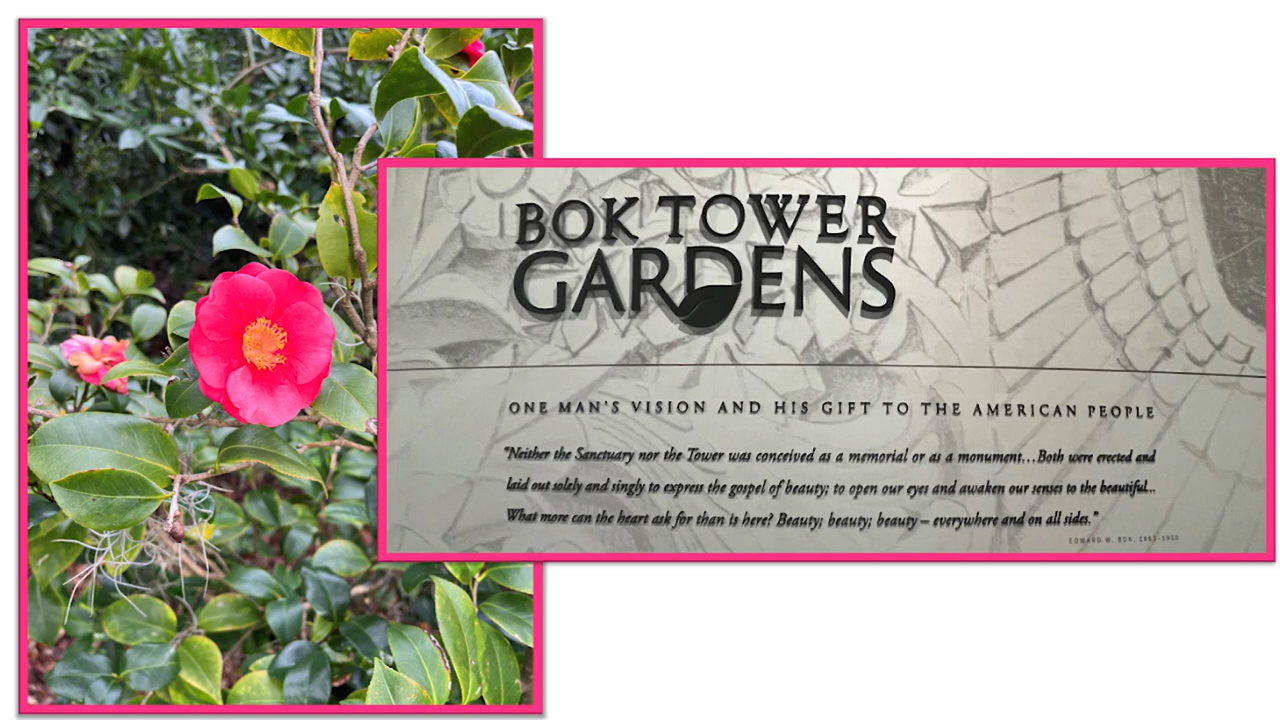 BOK TOWER
GARDENS
ONE MAN'S VISION AND HIS GIFT TO THE AMERICAN PEOPLE
"Neither the Sanctuary nor the Tower was conceived as a memorial or as a monument…Both were erected and
laid out solely and singly to express the gospel of beauty; to open our eyes and awaken our senses to the beautiful...
What more can the heart ask for than is here? Beauty; beauty; beauty – everywhere and on all sides."
EDWARD W. BOK, 1863-1930